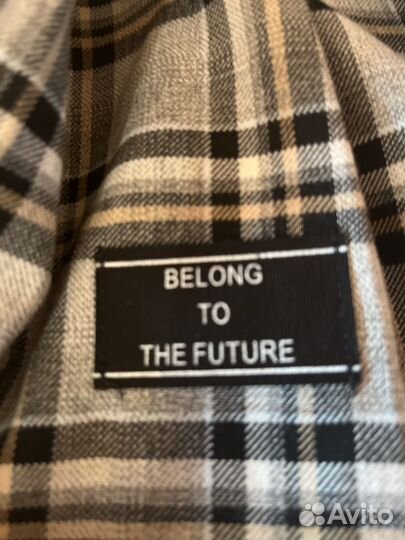 BELONG
TO
THE FUTURE
Avito